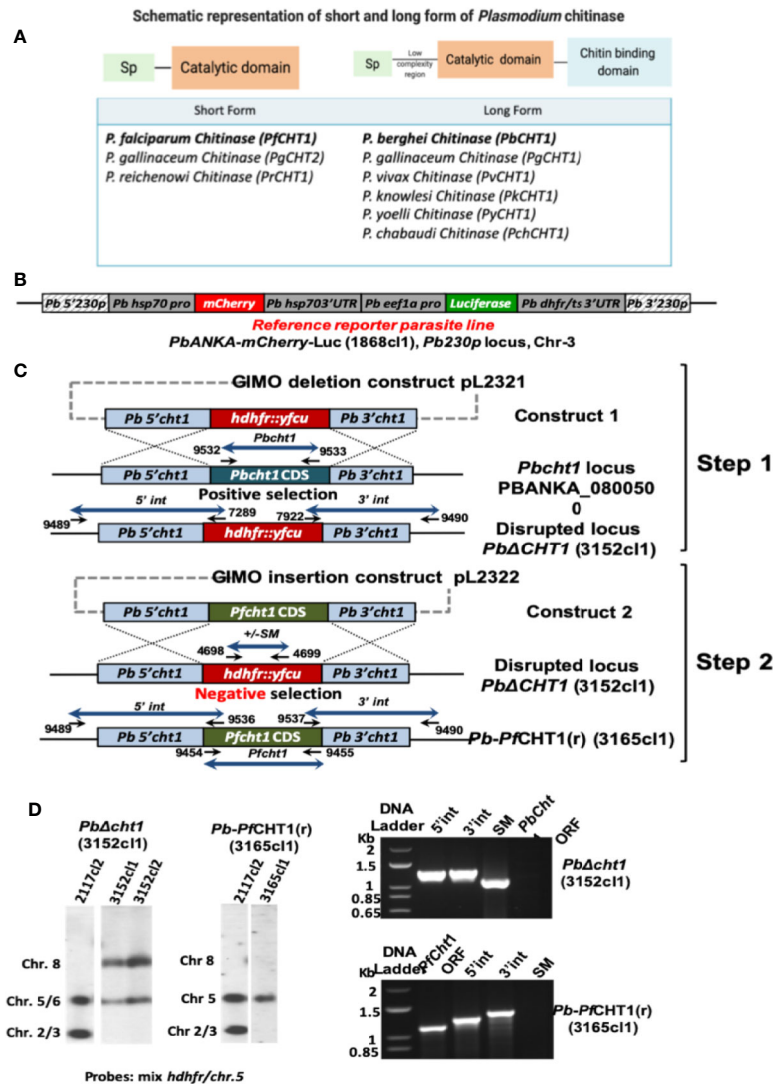 Schematic representation of short and long form of Plasmodium chitinase
A
Sp
Catalytic domain
Sp
Low complexity region
Catalytic domain
Chitin binding domain
Short Form
Long Form
P. falciparum Chitinase (PfCHT1)
P. gallinaceum Chitinase (PgCHT2)
P. reichenowi Chitinase (PrCHT1)
P. berghei Chitinase (PbCHT1)
P. gallinaceum Chitinase (PgCHT1)
P. vivax Chitinase (PvCHT1)
P. knowlesi Chitinase (PkCHT1)
P. yoelli Chitinase (PyCHT1)
P. chabaudi Chitinase (PchCHT1)
B
Pb 5'230p Pb hsp70 pro mCherry Pb hsp703'UTR Pb eef1a pro Luciferase Pb dhfr/ts 3'UTR Pb 3'230p
Reference reporter parasite line
PbANKA-mCherry-Luc (1868cl1), Pb230p locus, Chr-3
C
GIMO deletion construct pL2321
Pb 5'cht1 hdhfr::yfcu Pb 3'cht1
Construct 1
Pbcht1
9532 9533
Pb 5'cht1 Pbcht1 CDS Pb 3'cht1
Pbcht1 locus
PBANKA_080050
0
Positive selection
5' int 3' int
9489 7289 7922 9490
Pb 5'cht1 hdhfr::yfcu Pb 3'cht1
Disrupted locus
PbΔCHT1 (3152cl1)
Step 1
GIMO insertion construct pL2322
Pb 5'cht1 Pfcht1 CDS Pb 3'cht1
Construct 2
+/-SM
4698 4699
Pb 5'cht1 hdhfr::yfcu Pb 3'cht1
Disrupted locus
PbΔCHT1 (3152cl1)
Negative selection
5' int 3' int
9489 9536 9537 9490
Pb 5'cht1 Pfcht1 CDS Pb 3'cht1
Pb-PfCHT1(r) (3165cl1)
9454 9455
Pfcht1
Step 2
D
PbΔcht1
(3152cl1)
2117cl2
3152cl1
3152cl2
Chr. 8
Chr. 5/6
Chr. 2/3
Pb-PfCHT1(r)
(3165cl1)
2117cl2
3165cl1
Chr 8
Chr 5
Chr 2/3
Probes: mix hdhfr/chr.5
DNA
Ladder
Kb
5'int
3'int
SM
PbCht
1
ORF
2
1.5
1
0.85
0.65
PbΔcht1
(3152cl1)
DNA
Ladder
Kb
PfCht1
ORF
5'int
3'int
SM
2
1.5
1
0.85
Pb-PfCHT1(r)
(3165cl1)